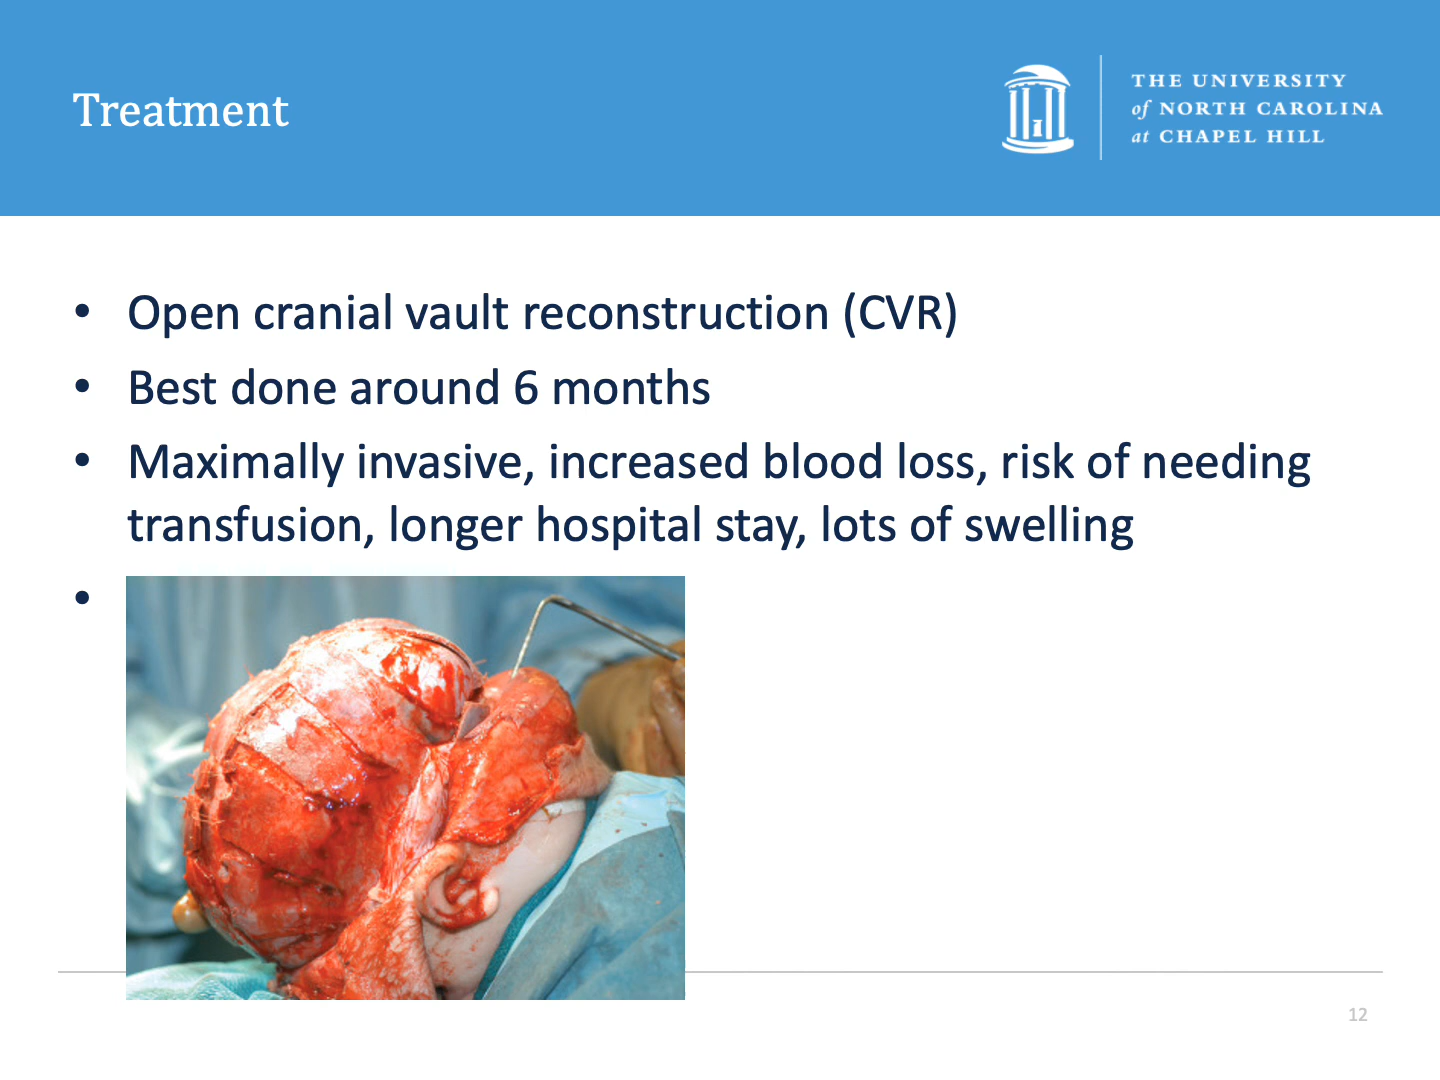 Treatment
THE UNIVERSITY
of NORTH CAROLINA
at CHAPEL HILL
• Open cranial vault reconstruction (CVR)
• Best done around 6 months
• Maximally invasive, increased blood loss, risk of needing
transfusion, longer hospital stay, lots of swelling
•
12